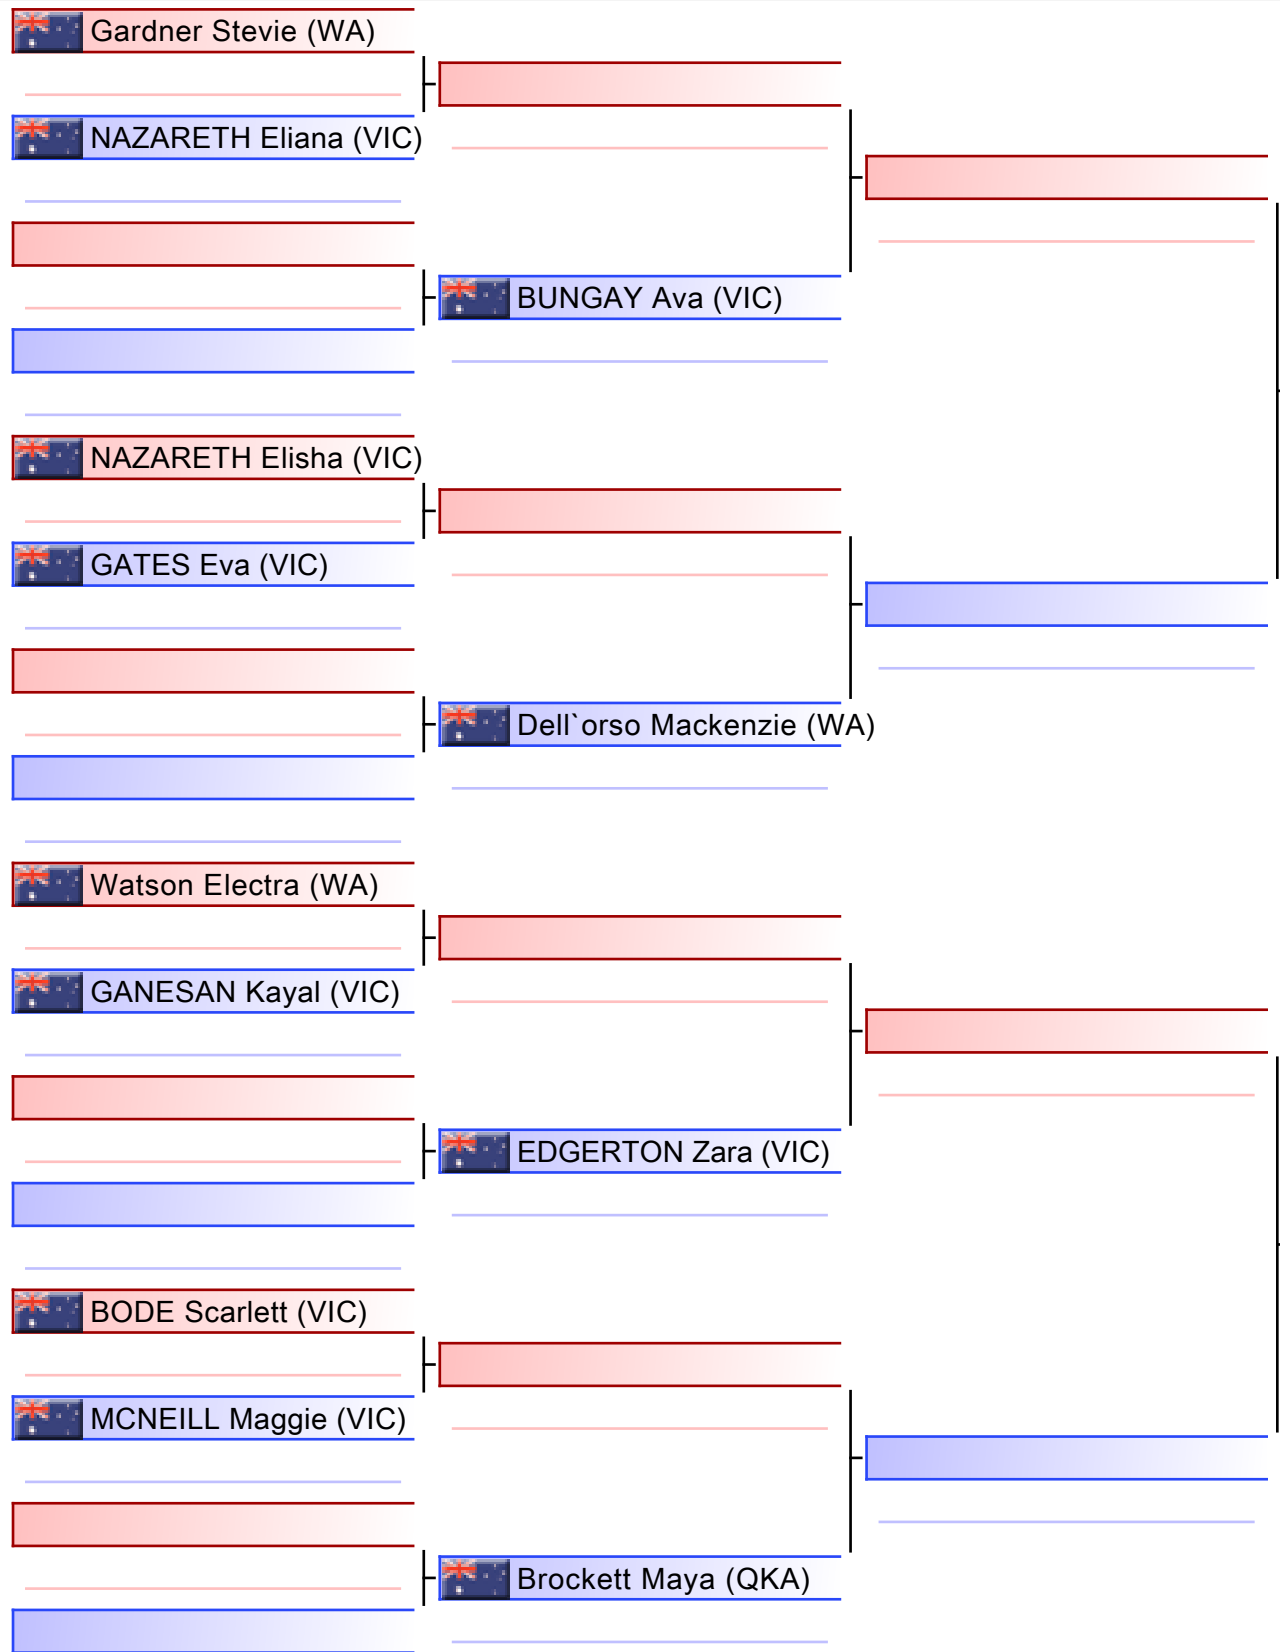 Gardner Stevie (WA)
NAZARETH Eliana (VIC)
BUNGAY Ava (VIC)
NAZARETH Elisha (VIC)
GATES Eva (VIC)
Dell`orso Mackenzie (WA)
Watson Electra (WA)
GANESAN Kayal (VIC)
EDGERTON Zara (VIC)
BODE Scarlett (VIC)
MCNEILL Maggie (VIC)
Brockett Maya (QKA)